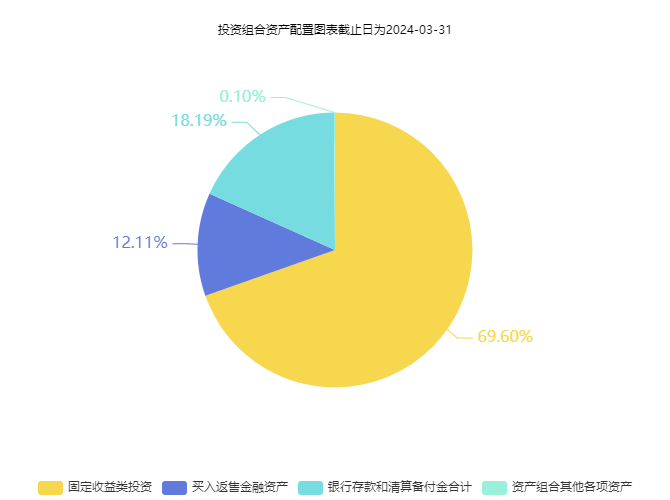 投资组合资产配置图表截止日为2024-03-31
0.10%
18.19%
12.11%
69.60%
固定收益类投资 买入返售金融资产 银行存款和清算备付金合计 资产组合其他各项资产